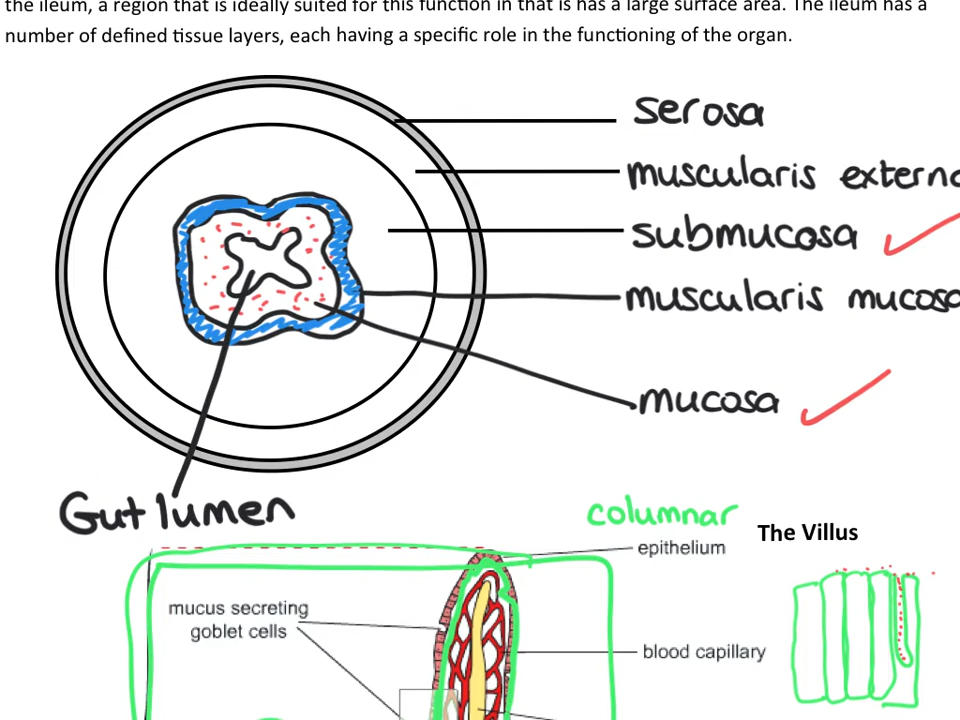 the ileum, a region that is ideally suited for this function in that is has a large surface area. The ileum has a
number of defined tissue layers, each having a specific role in the functioning of the organ.
serosa
muscularis externa
submucosa
muscularis mucosa
mucosa
Gut lumen
columnar
The Villus
epithelium
mucus secreting
goblet cells
blood capillary